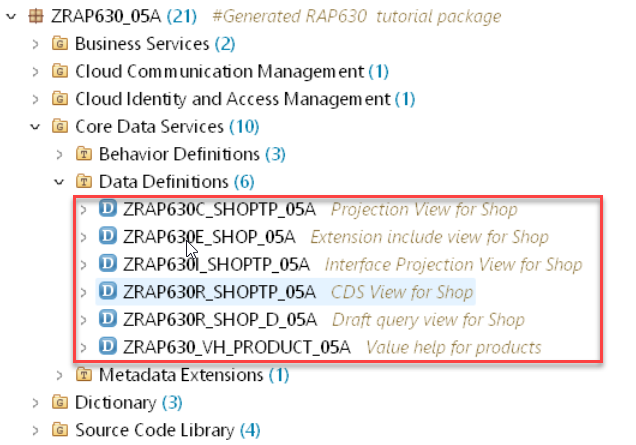 ZRAP630_05A (21) #Generated RAP630 tutorial package
Business Services (2)
Cloud Communication Management (1)
Cloud Identity and Access Management (1)
Core Data Services (10)
Behavior Definitions (3)
Data Definitions (6)
ZRAP630C_SHOPTP_05A Projection View for Shop
ZRAP630E_SHOP_05A Extension include view for Shop
ZRAP630I_SHOPTP_05A Interface Projection View for Shop
ZRAP630R_SHOPTP_05A CDS View for Shop
ZRAP630R_SHOP_D_05A Draft query view for Shop
ZRAP630_VH_PRODUCT_05A Value help for products
Metadata Extensions (1)
Dictionary (3)
Source Code Library (4)